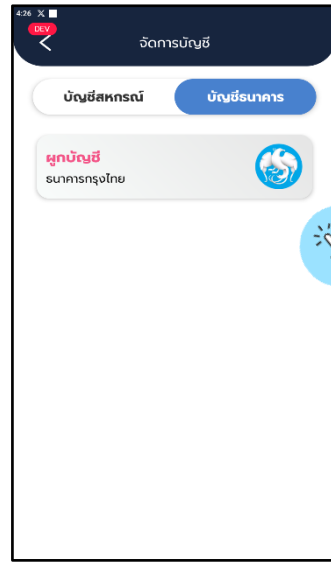 4:26 X
DEV
จัดการบัญชี
บัญชีสหกรณ์
บัญชีธนาคาร
ผูกบัญชี
ธนาคารกรุงไทย